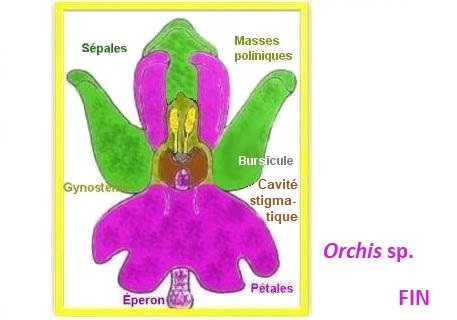 Sépales
Masses
poliniques
Bursicule
Gynostème
Cavité
stigma-
tique
Orchis sp.
Pétales
Éperon
FIN